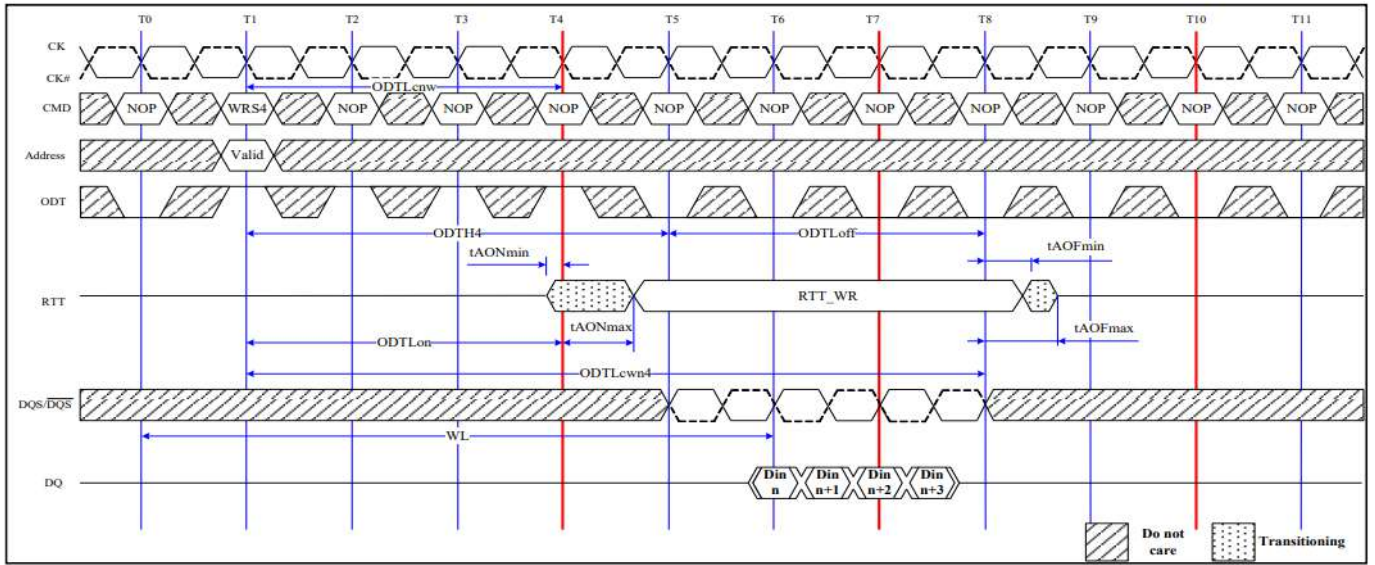 T0 T1 T2 T3 T4 T5 T6 T7 T8 T9 T10 T11
CK
CK#
ODTLcnw
CMD NOP WRS4 NOP NOP NOP NOP NOP NOP NOP NOP NOP NOP
Address Valid
ODT
ODTH4 ODTLoff
tAONmin tAOFmin
RTT RTT_WR
tAONmax tAOFmax
ODTLon
ODTLcwn4
DQS/DQS
WL
DQ Din n Din n+1 Din n+2 Din n+3
Do not care Transitioning